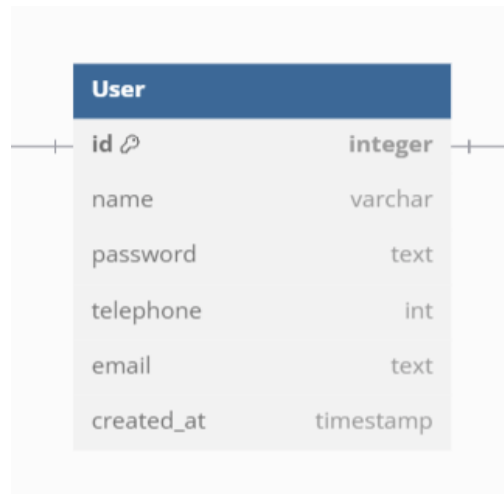 User
id integer
name varchar
password text
telephone int
email text
created_at timestamp